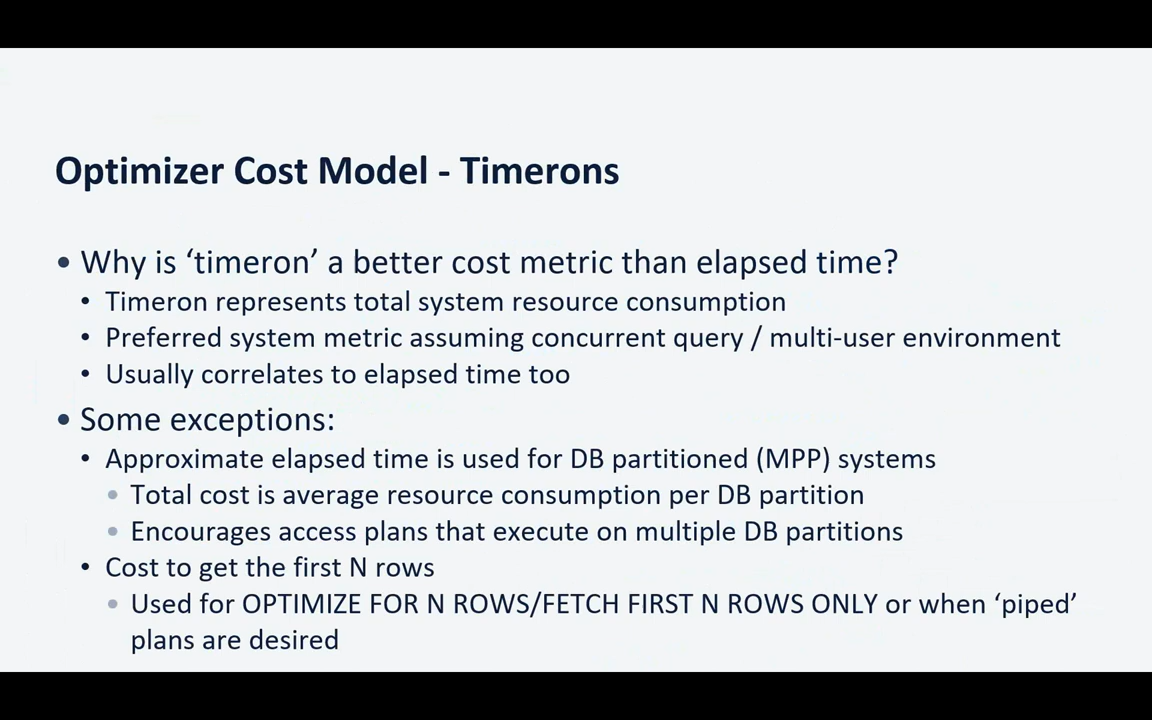 Optimizer Cost Model - Timerons
• Why is ‘timeron’ a better cost metric than elapsed time?
• Timeron represents total system resource consumption
• Preferred system metric assuming concurrent query / multi-user environment
• Usually correlates to elapsed time too
• Some exceptions:
• Approximate elapsed time is used for DB partitioned (MPP) systems
• Total cost is average resource consumption per DB partition
• Encourages access plans that execute on multiple DB partitions
• Cost to get the first N rows
• Used for OPTIMIZE FOR N ROWS/FETCH FIRST N ROWS ONLY or when ‘piped’
plans are desired